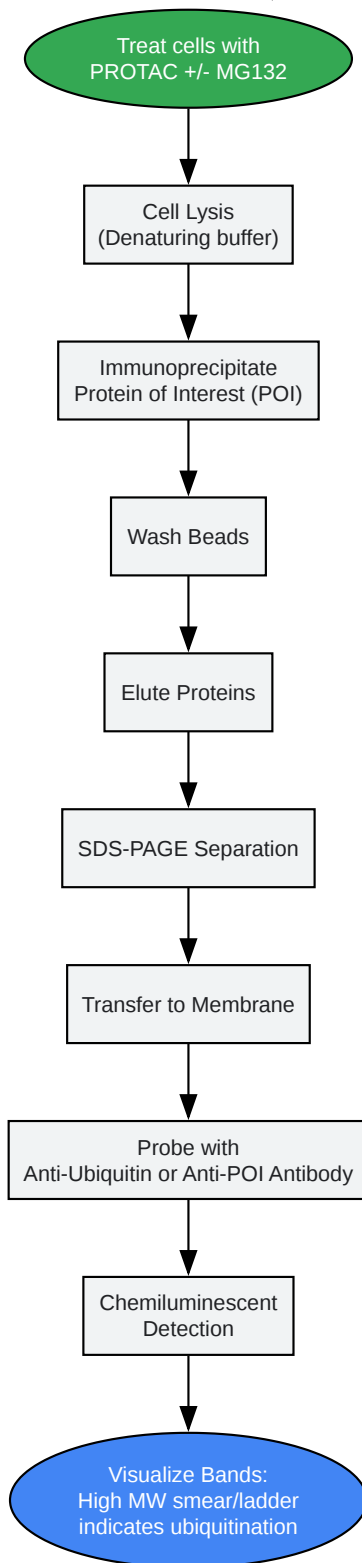 Treat cells with
PROTAC +/- MG132
Cell Lysis
(Denaturing buffer)
Immunoprecipitate
Protein of Interest (POI)
Wash Beads
Elute Proteins
SDS-PAGE Separation
Transfer to Membrane
Probe with
Anti-Ubiquitin or Anti-POI Antibody
Chemiluminescent
Detection
Visualize Bands:
High MW smear/ladder
indicates ubiquitination